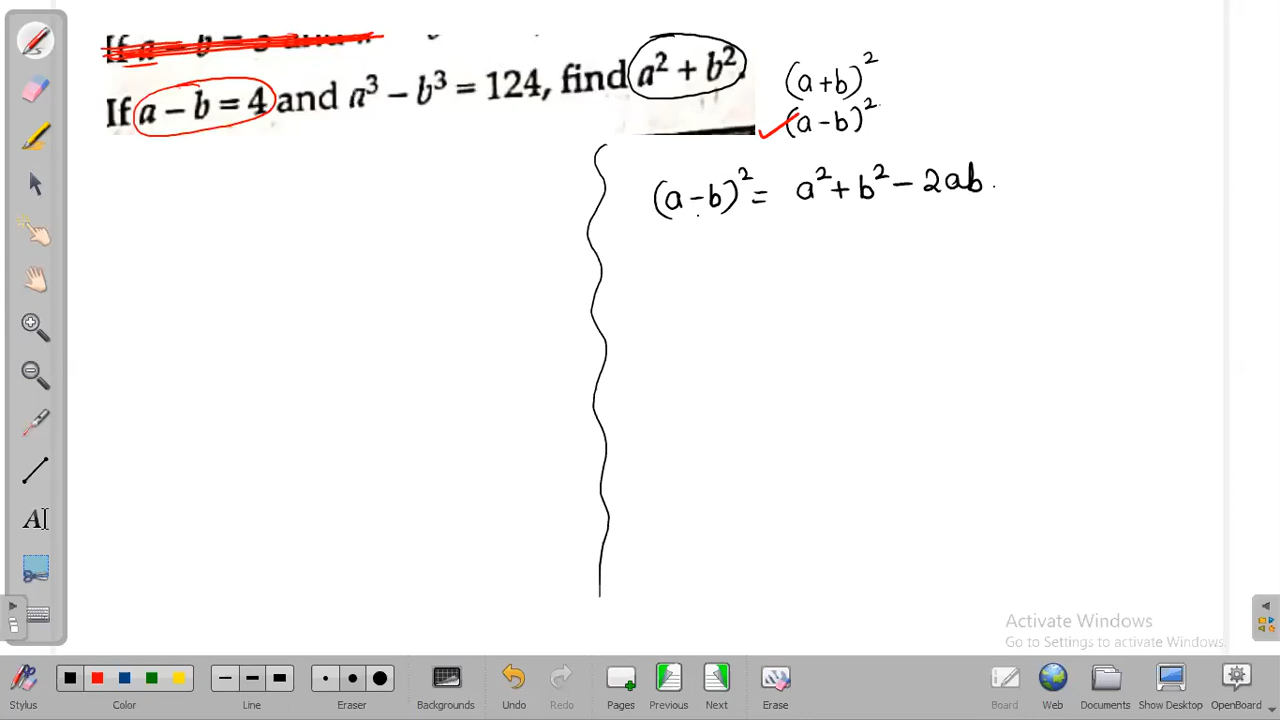 If a - b = 4 and a³ - b³ = 124, find a² + b².
(a+b)²
(a-b)²
(a-b)² = a² + b² - 2ab.
AI
Activate Windows
Go to Settings to activate Windows.
Stylus
Color
Line
Eraser
Backgrounds
Undo
Redo
Pages
Previous
Next
Erase
Board
Web
Documents
Show Desktop
OpenBoard